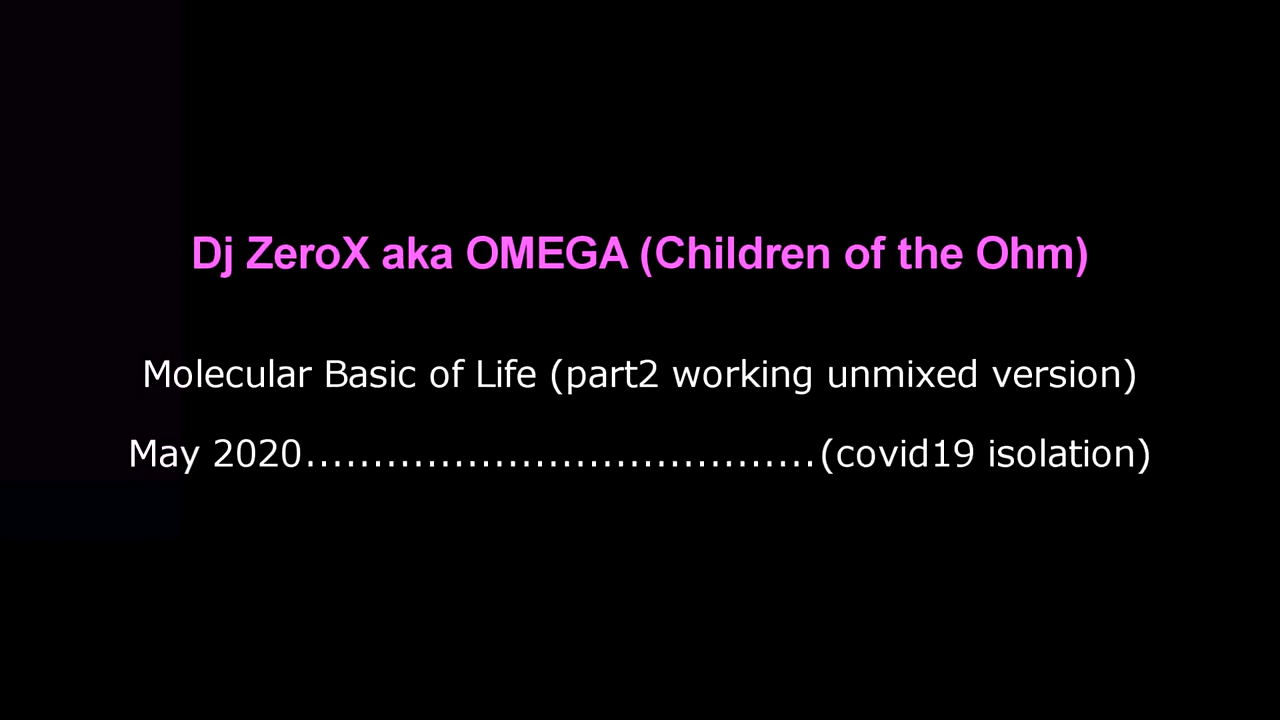 Dj ZeroX aka OMEGA (Children of the Ohm)
Molecular Basic of Life (part2 working unmixed version)
May 2020......................................(covid19 isolation)